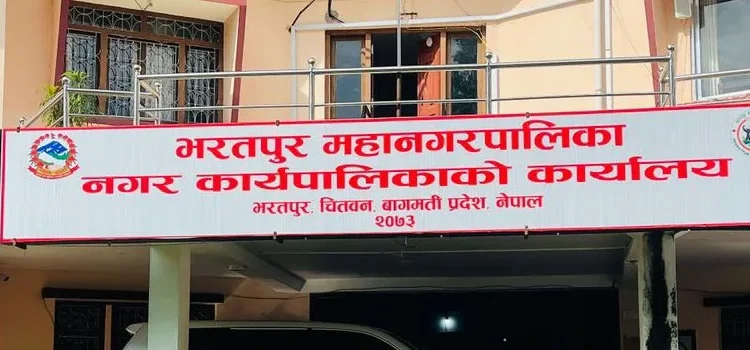 भरतपुर महानगरपालिका
नगर कार्यपालिकाको कार्यालय
भरतपुर, चितवन, बागमती प्रदेश, नेपाल
२०७३